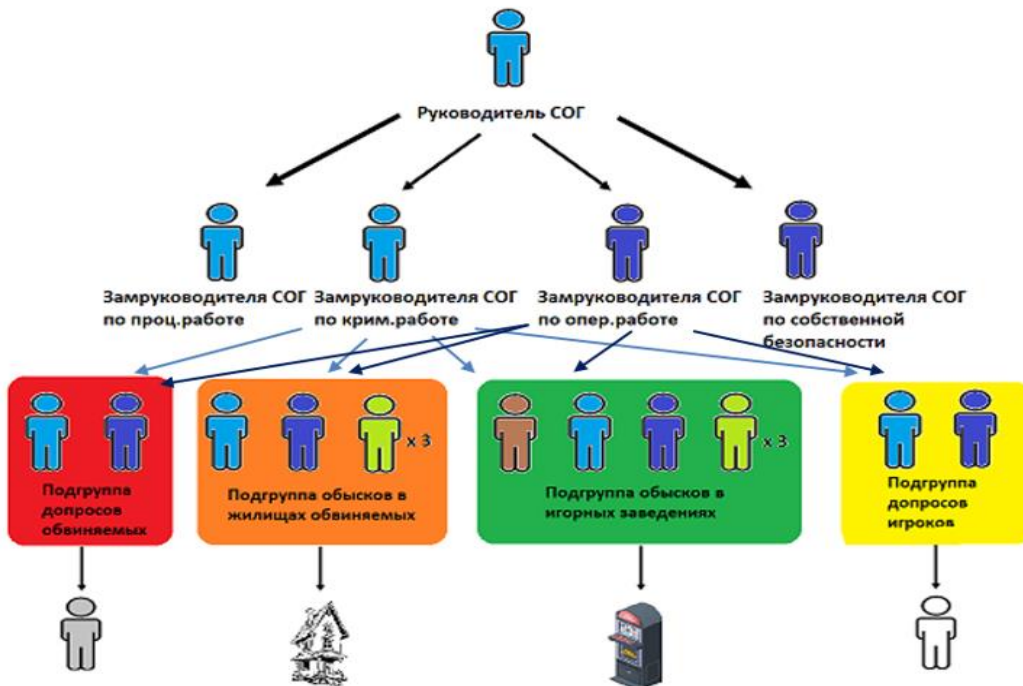 Руководитель СОГ
Замруководителя СОГ
по проц.работе
Замруководителя СОГ
по крим.работе
Замруководителя СОГ
по опер.работе
Замруководителя СОГ
по собственной
безопасности
Подгруппа
допросов
обвиняемых
х 3
Подгруппа обысков в
жилищах обвиняемых
х 3
Подгруппа обысков в
игорных заведениях
Подгруппа
допросов
игроков